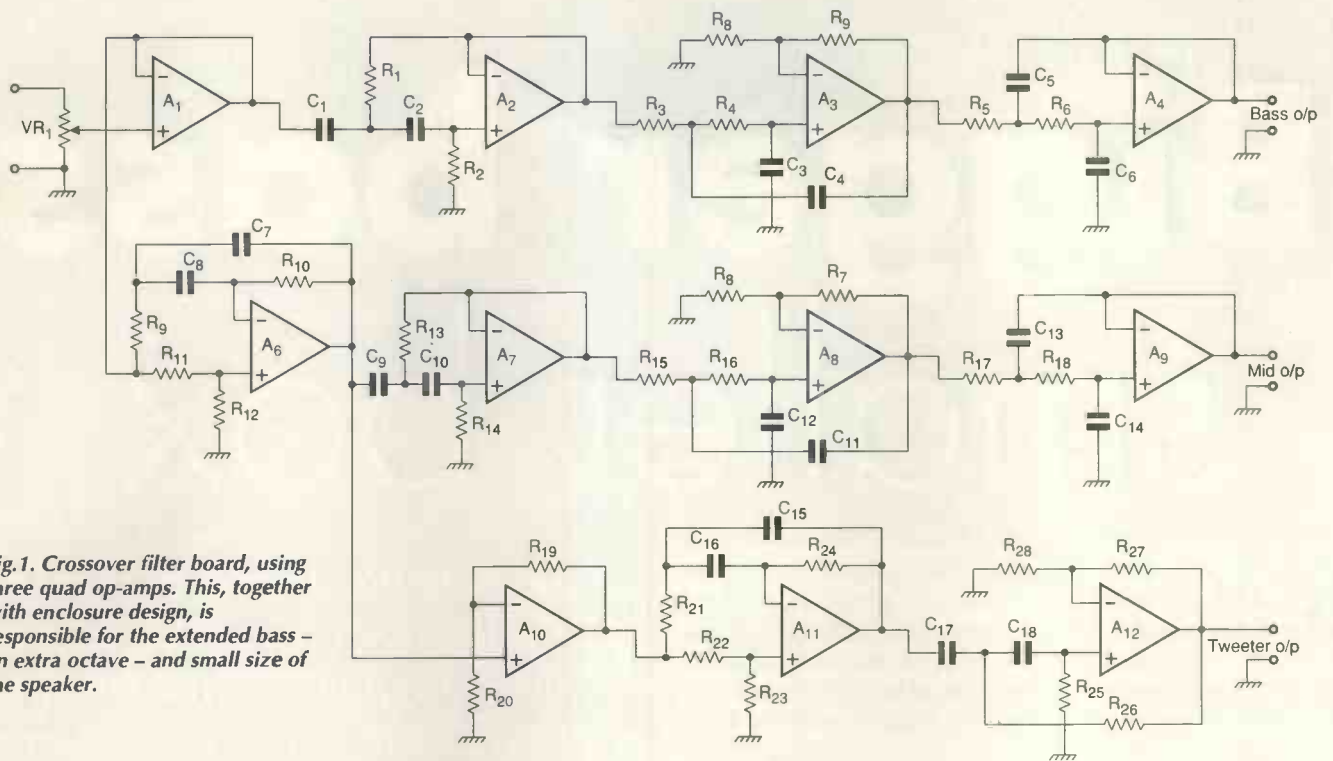 R₈
R₉
R₁
C₅
A₁
C₁
C₂
A₂
R₃
R₄
A₃
R₅
R₆
A₄
VR₁
Bass o/p
R₂
C₃
C₄
C₆
C₇
C₈
R₁₀
R₈
R₇
R₉
A₆
R₁₃
A₇
A₈
C₁₃
A₉
R₁₁
C₉
C₁₀
R₁₅
R₁₆
R₁₇
R₁₈
Mid o/p
R₁₂
R₁₄
C₁₂
C₁₁
C₁₄
C₁₅
R₁₉
C₁₆
R₂₄
R₂₈
R₂₇
A₁₀
R₂₁
A₁₁
C₁₇
C₁₈
A₁₂
Tweeter o/p
R₂₂
R₂₀
R₂₃
R₂₅
R₂₆
ig.1. Crossover filter board, using
hree quad op-amps. This, together
ith enclosure design, is
esponsible for the extended bass –
n extra octave – and small size of
he speaker.